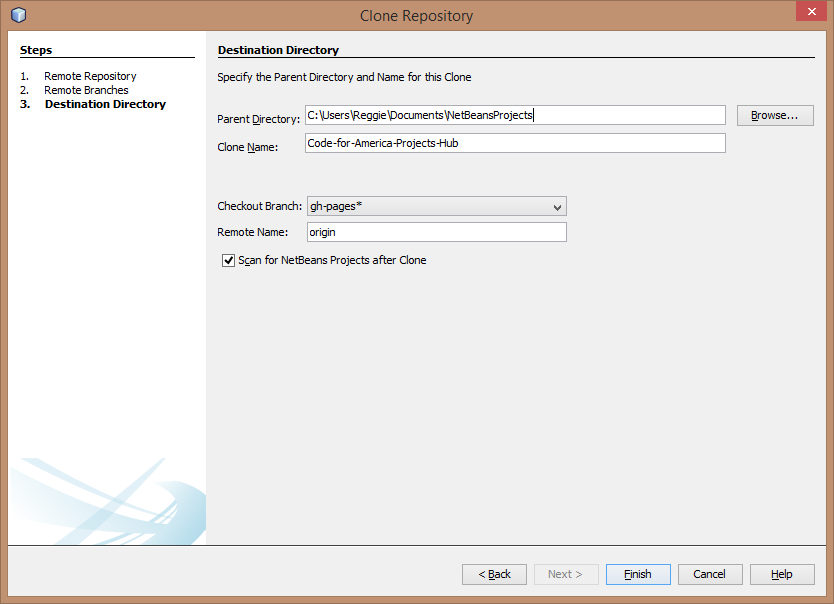 Clone Repository
Steps
1. Remote Repository
2. Remote Branches
3. Destination Directory
Destination Directory
Specify the Parent Directory and Name for this Clone
Parent Directory: C:\Users\Reggie\Documents\NetBeansProjects Browse...
Clone Name: Code-for-America-Projects-Hub
Checkout Branch: gh-pages*
Remote Name: origin
Scan for NetBeans Projects after Clone
< Back Next > Finish Cancel Help